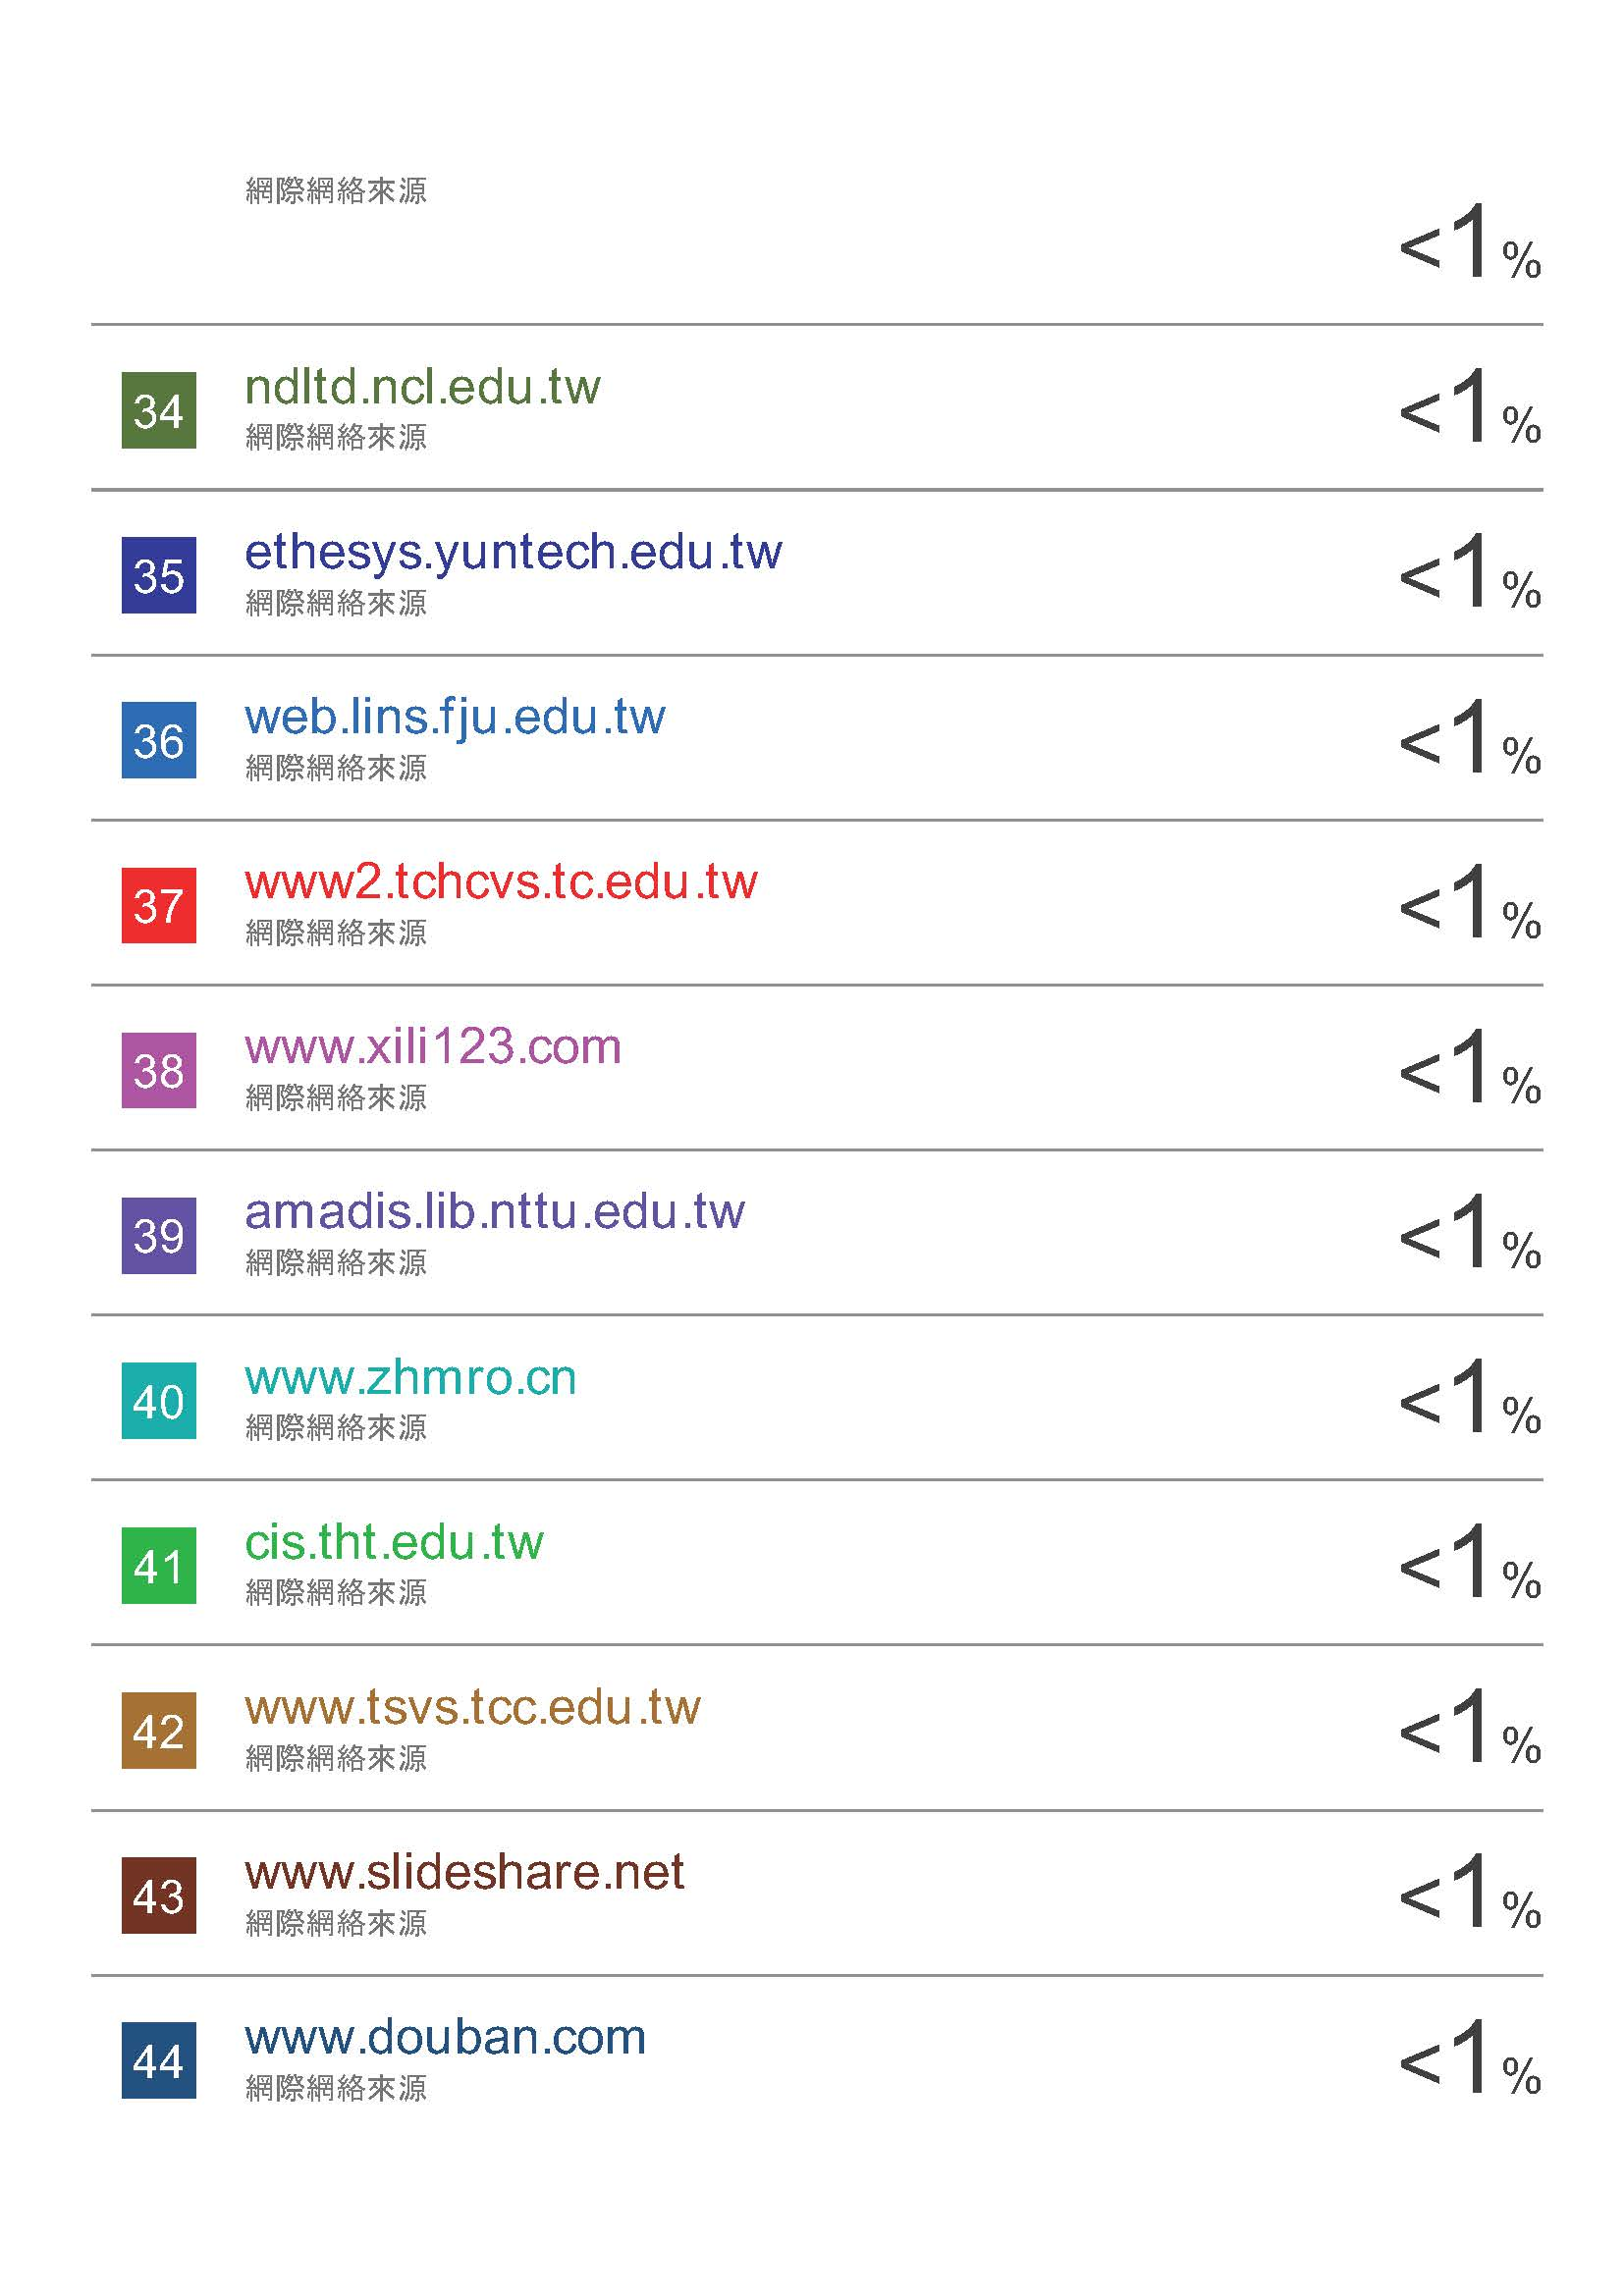 網際網絡來源
<1%
34 ndltd.ncl.edu.tw <1%
網際網絡來源
35 ethesys.yuntech.edu.tw <1%
網際網絡來源
36 web.lins.fju.edu.tw <1%
網際網絡來源
37 www2.tchcvs.tc.edu.tw <1%
網際網絡來源
38 www.xili123.com <1%
網際網絡來源
39 amadis.lib.nttu.edu.tw <1%
網際網絡來源
40 www.zhmro.cn <1%
網際網絡來源
41 cis.tht.edu.tw <1%
網際網絡來源
42 www.tsvs.tcc.edu.tw <1%
網際網絡來源
43 www.slideshare.net <1%
網際網絡來源
44 www.douban.com <1%
網際網絡來源